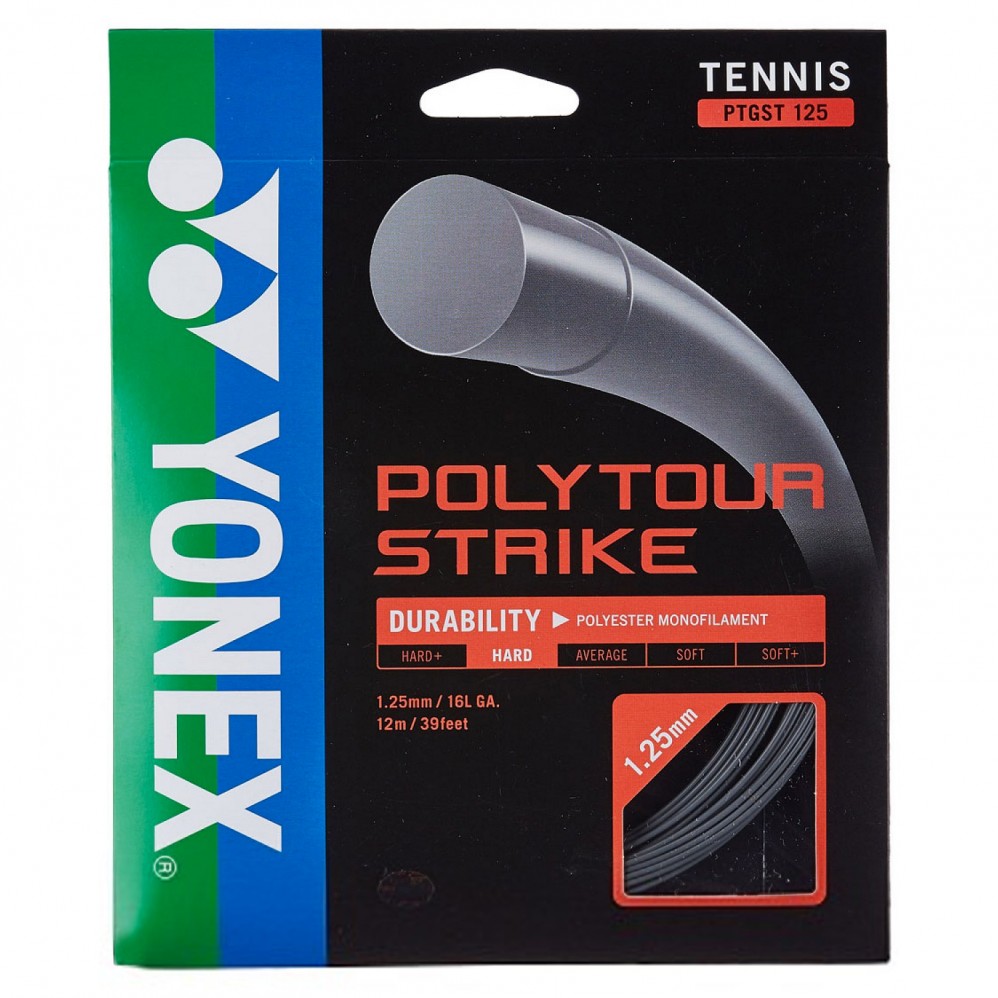 TENNIS
PTGST 125
YONEX®
POLYTOUR
STRIKE
DURABILITY ▶ POLYESTER MONOFILAMENT
HARD+ HARD AVERAGE SOFT SOFT+
1.25mm / 16L GA.
12m / 39feet
1.25mm